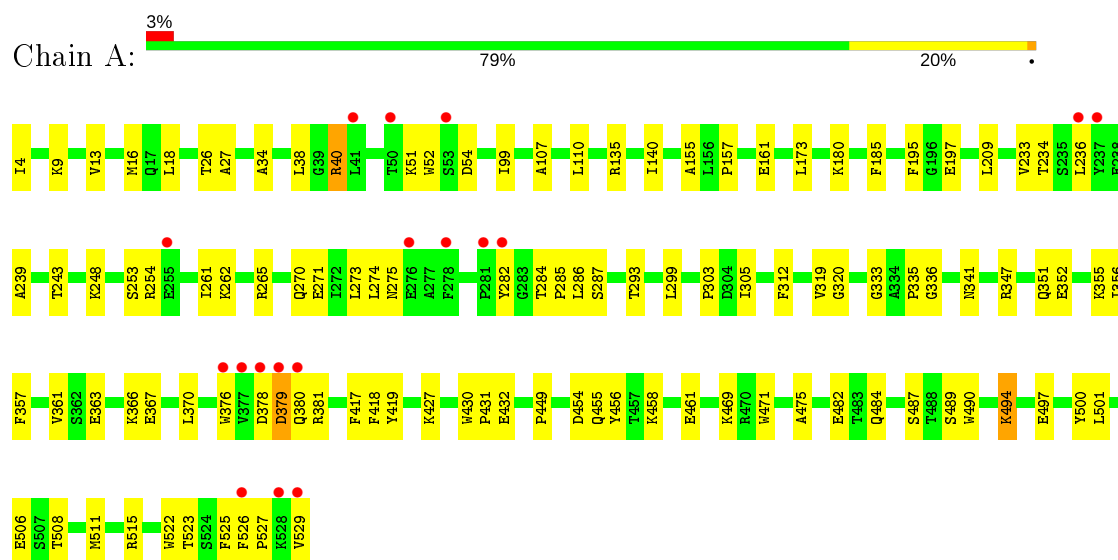 3%
Chain A:
79% 20% •
I4 K9 V13 M16 Q17 L18 T26 A27 A34 L38 G39 R40 L41 T50 K51 W52 S53 D54 I99 A107 L110 R135 I140 A155 L156 P157 E161 L173 K180 F185 F195 G196 E197 L209 V233 T234 S235 L236 Y237 E238
A239 T243 K248 S253 R254 E255 I261 K262 R265 Q270 E271 I272 L273 L274 N275 E276 A277 F278 P281 Y282 G283 T284 P285 L286 S287 T293 L299 P303 D304 I305 F312 V319 G320 G333 A334 P335 G336 N341 R347 Q351 E352 K355 I356
F357 V361 S362 E363 K366 E367 L370 W376 V377 D378 D379 Q380 R381 F417 F418 Y419 K427 W430 P431 E432 P449 D454 Q455 Y456 T457 K458 E461 K469 R470 W471 A475 E482 T483 Q484 S487 T488 S489 W490 K494 E497 Y500 L501
E506 S507 T508 M511 R515 W522 T523 S524 F525 F526 P527 K528 V529